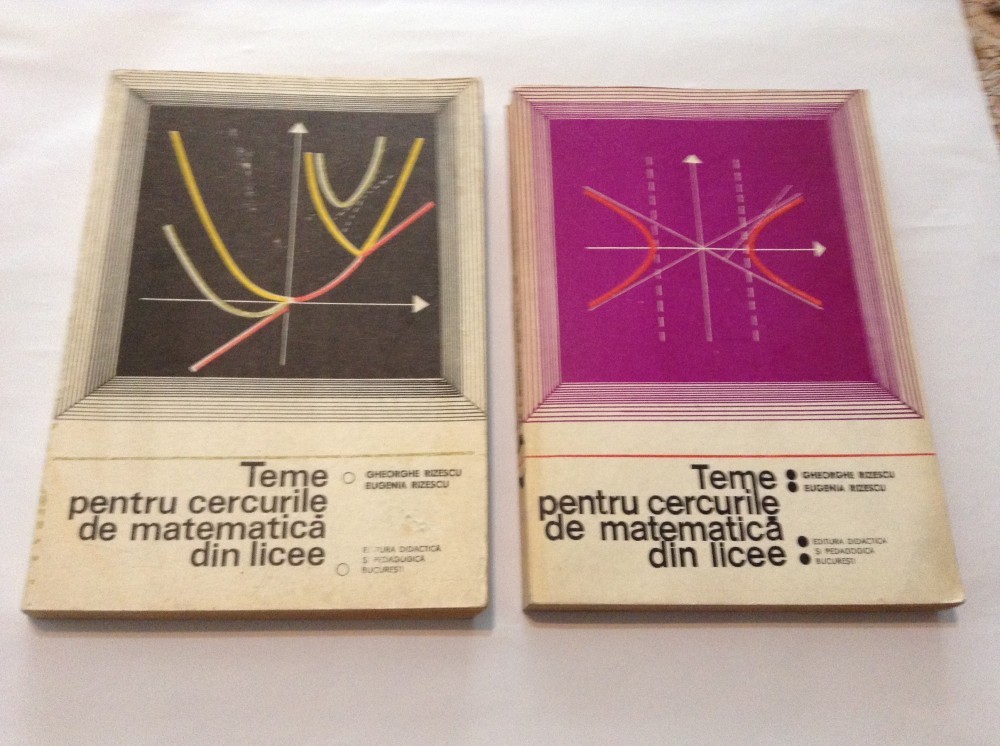 Teme
pentru cercurile
de matematică
din licee
GHEORGHE RIZESCU
EUGENIA RIZESCU
EDITURA DIDACTICĂ
ȘI PEDAGOGICĂ
BUCUREȘTI
Teme
pentru cercurile
de matematică
din licee
GHEORGHE RIZESCU
EUGENIA RIZESCU
EDITURA DIDACTICĂ
ȘI PEDAGOGICĂ
BUCUREȘTI